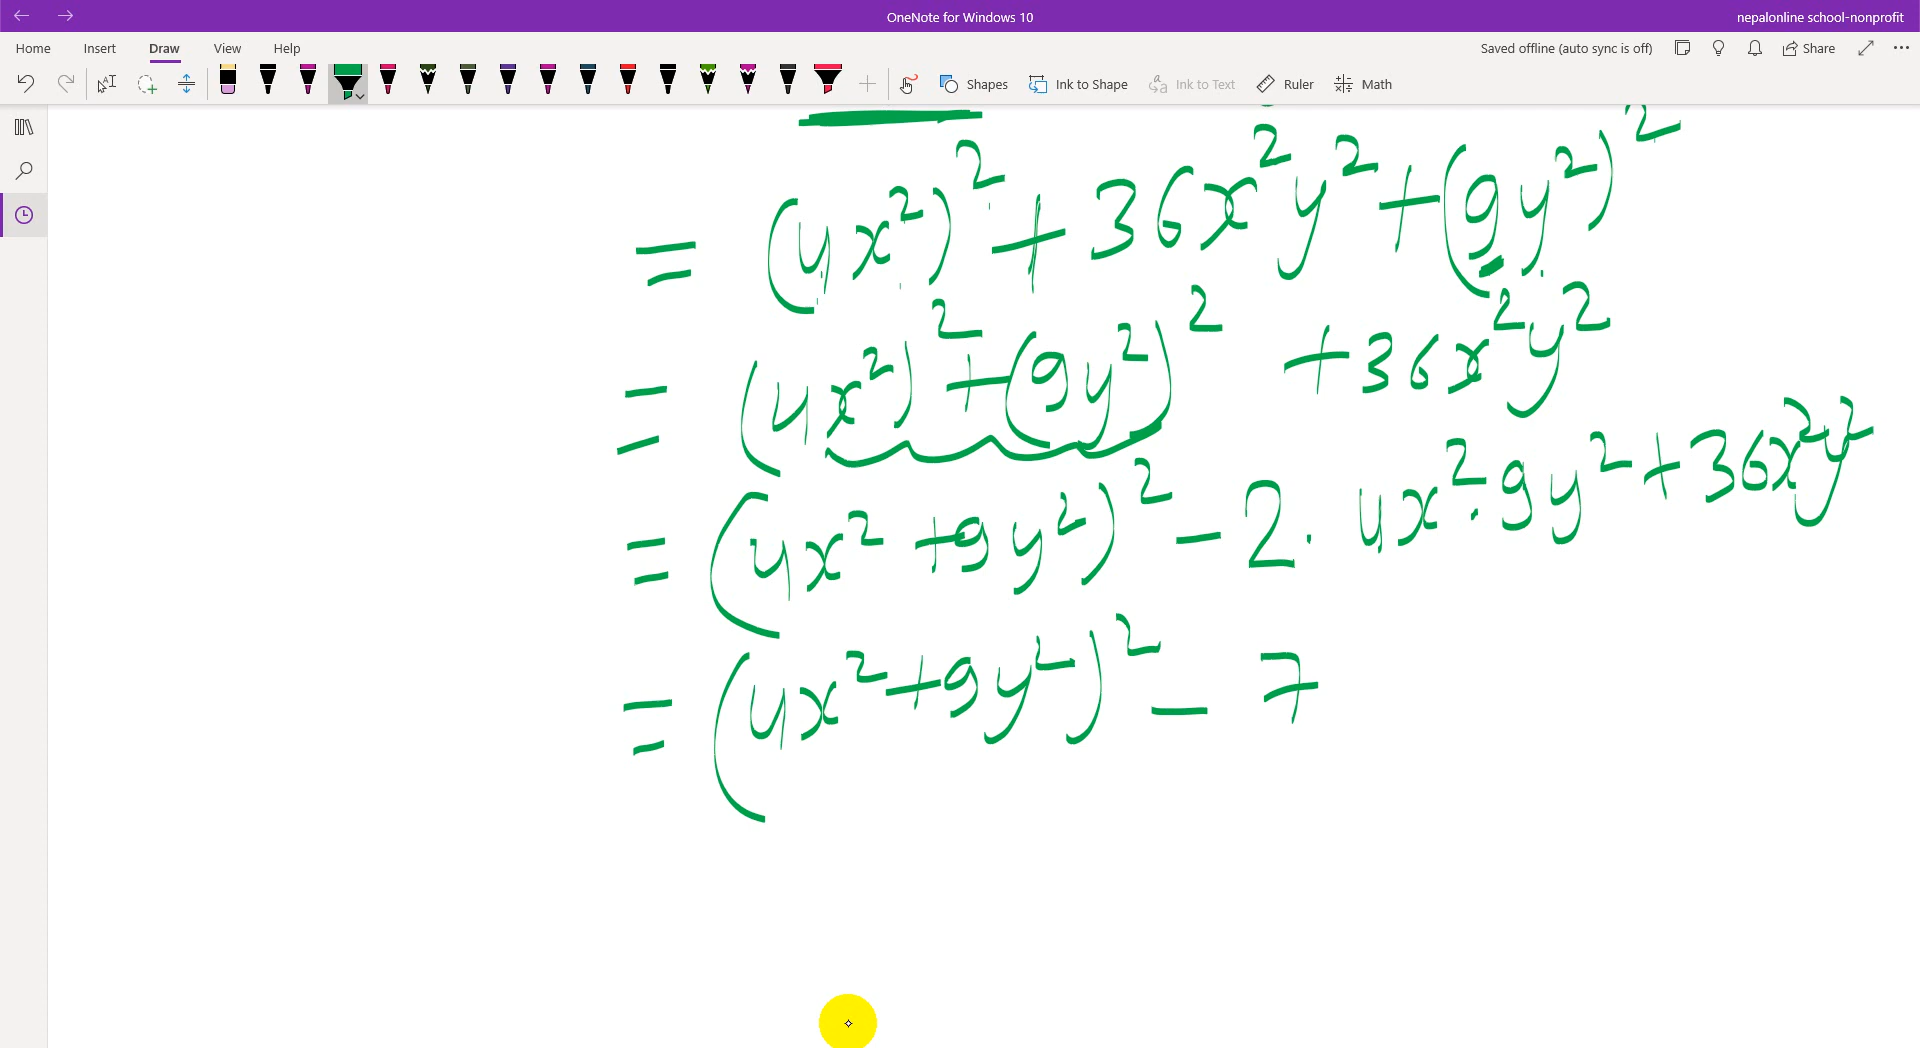 OneNote for Windows 10
nepalonline school-nonprofit
Home Insert Draw View Help
Saved offline (auto sync is off) Share
Shapes Ink to Shape Ink to Text Ruler Math
= (4x²)² + 36x²y² + (9y²)²
= (4x²)² + (9y²)² + 36x²y²
= (4x² + 9y²)² - 2 . 4x² . 9y² + 36x²y²
= (4x² + 9y²)² - 7